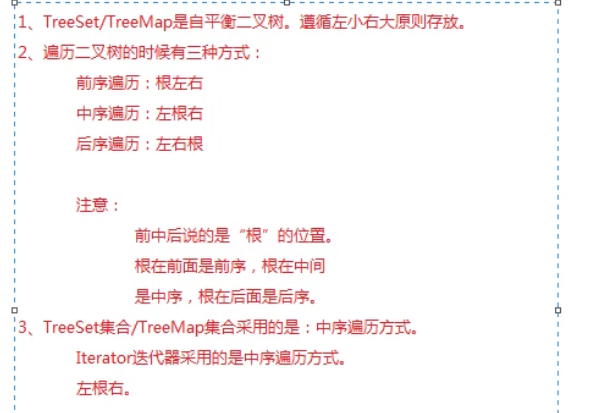 1、TreeSet/TreeMap是自平衡二叉树。遵循左小右大原则存放。
2、遍历二叉树的时候有三种方式：
前序遍历：根左右
中序遍历：左根右
后序遍历：左右根
注意：
前中后说的是“根”的位置。
根在前面是前序，根在中间
是中序，根在后面是后序。
3、TreeSet集合/TreeMap集合采用的是：中序遍历方式。
Iterator迭代器采用的是中序遍历方式。
左根右。